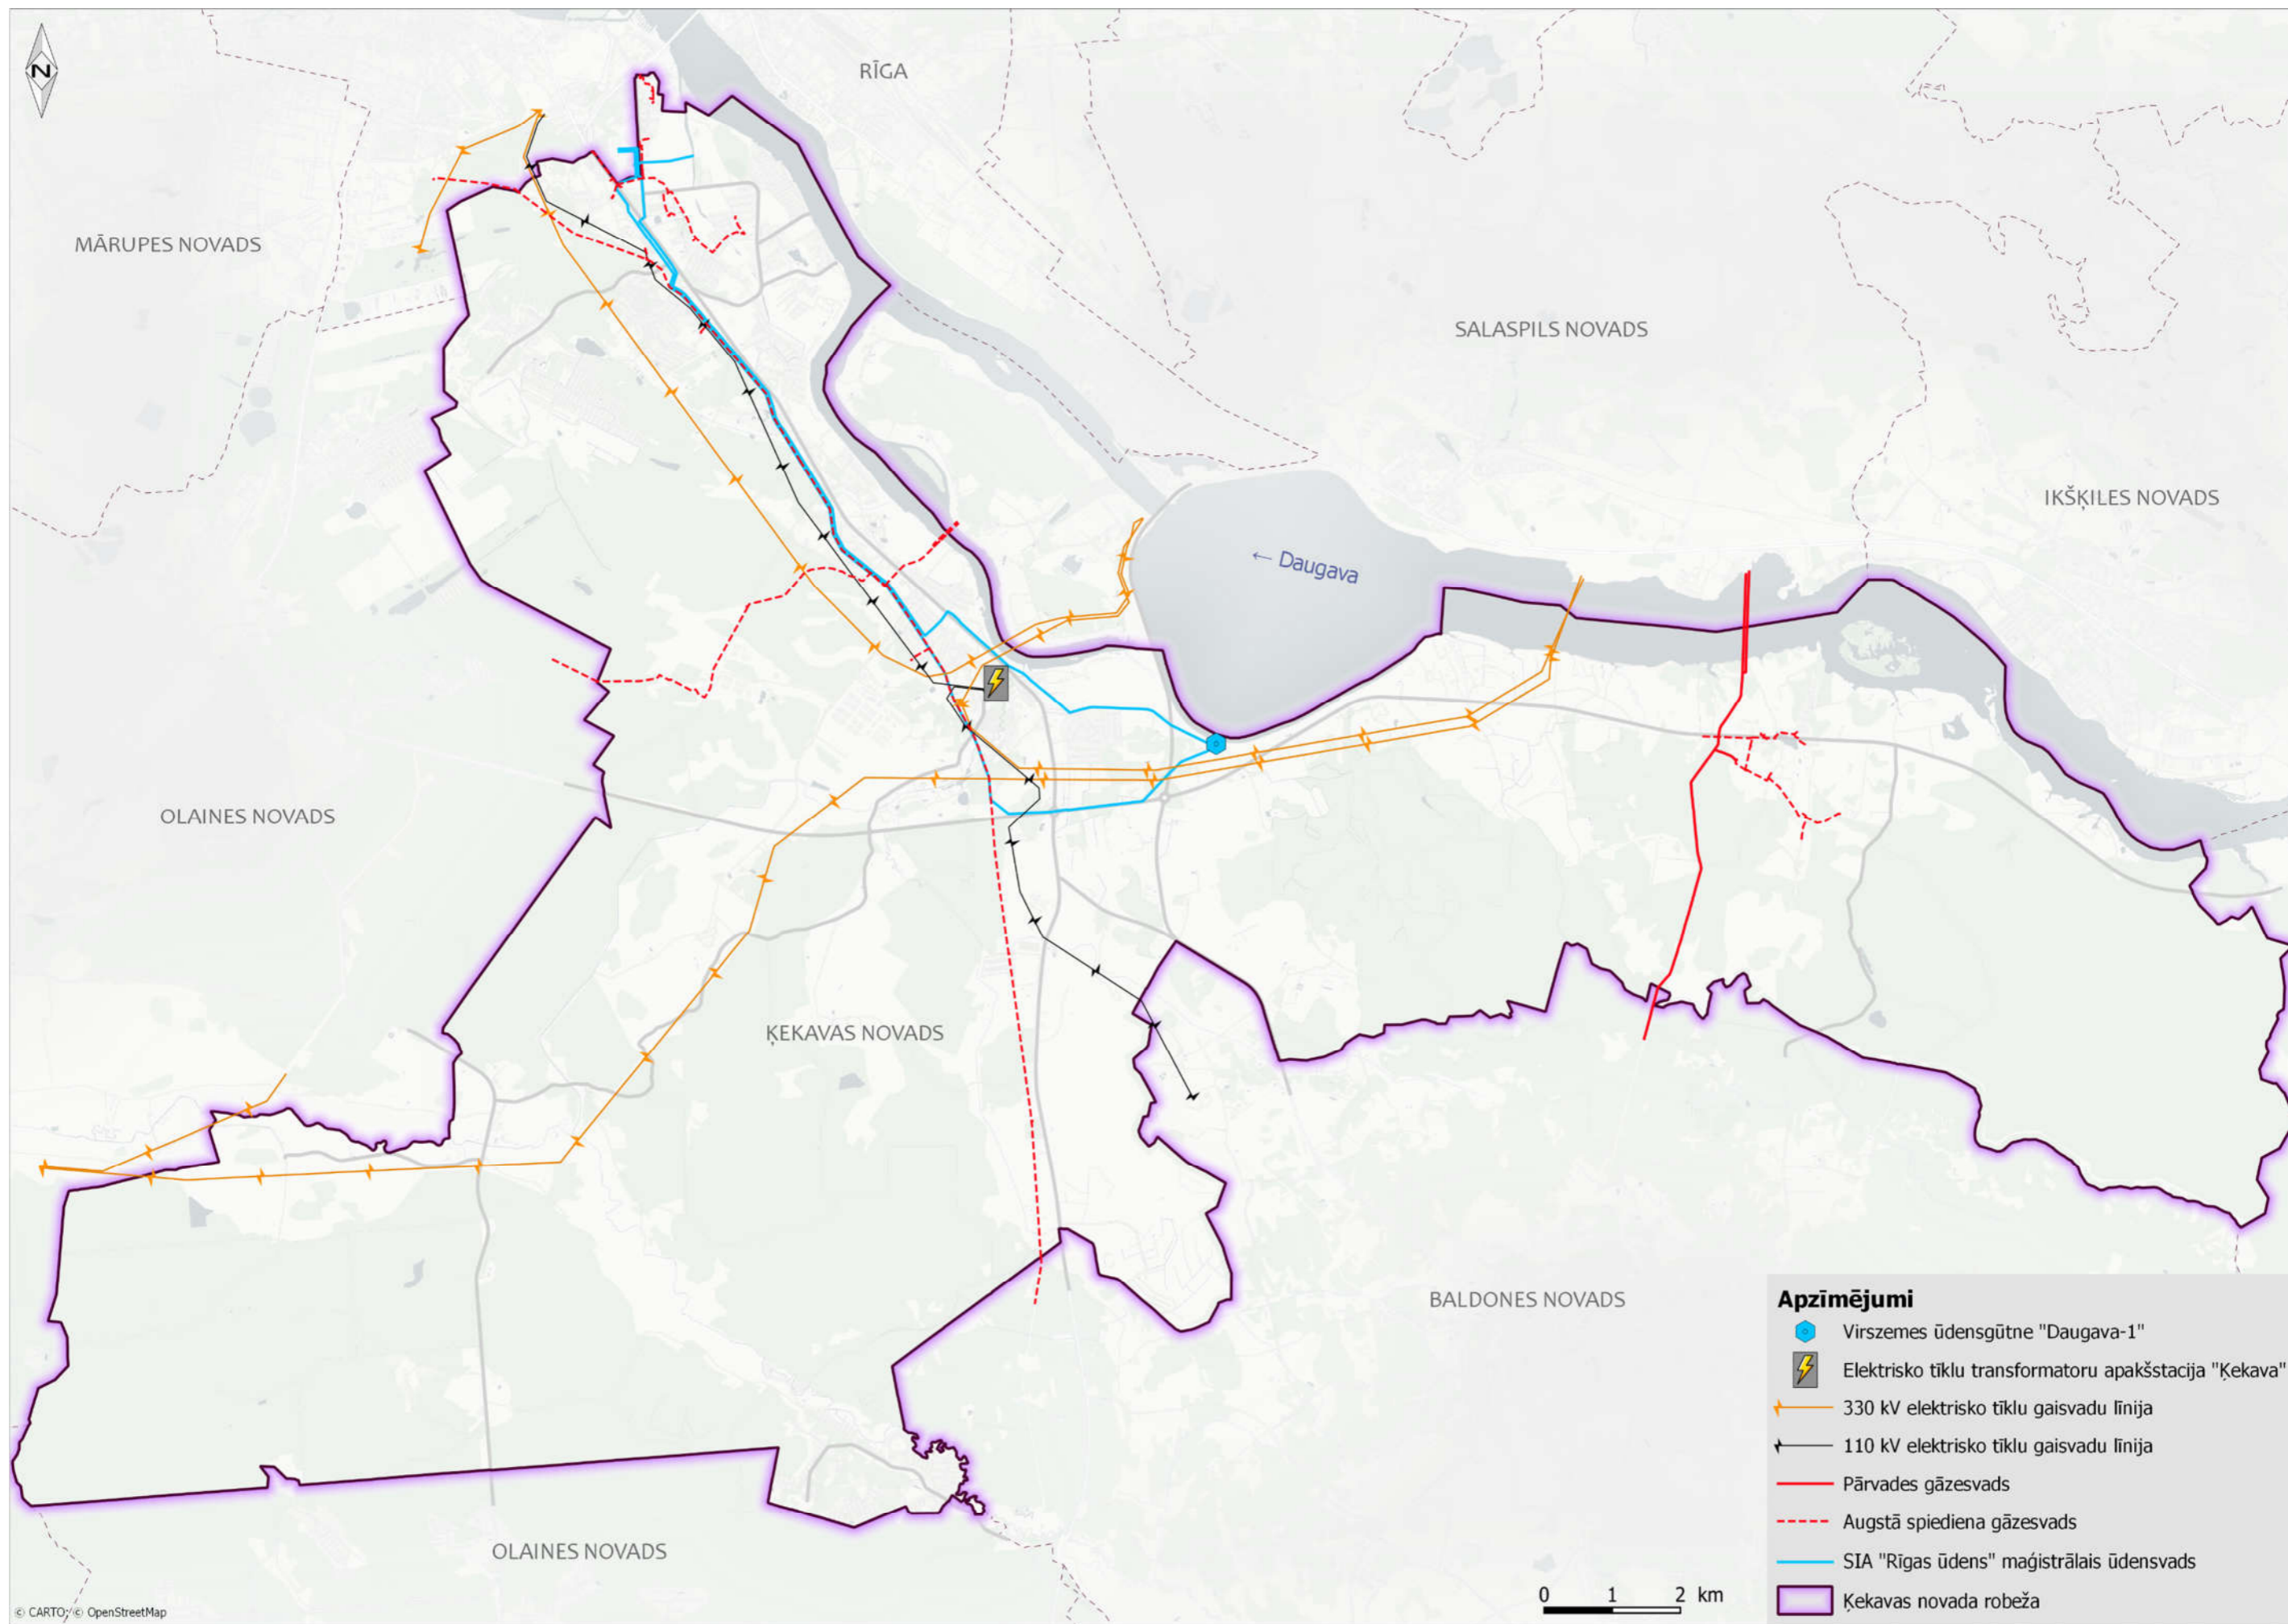 N
RĪGA
MĀRUPES NOVADS
SALASPILS NOVADS
IKŠĶILES NOVADS
← Daugava
OLAINES NOVADS
ĶEKAVAS NOVADS
BALDONES NOVADS
OLAINES NOVADS
Apzīmējumi
Virszemes ūdensgūtne "Daugava-1"
Elektrisko tīklu transformatoru apakšstacija "Ķekava"
330 kV elektrisko tīklu gaisvadu līnija
110 kV elektrisko tīklu gaisvadu līnija
Pārvades gāzesvads
Augstā spiediena gāzesvads
SIA "Rīgas ūdens" maģistrālais ūdensvads
Ķekavas novada robeža
0 1 2 km
© CARTO; © OpenStreetMap